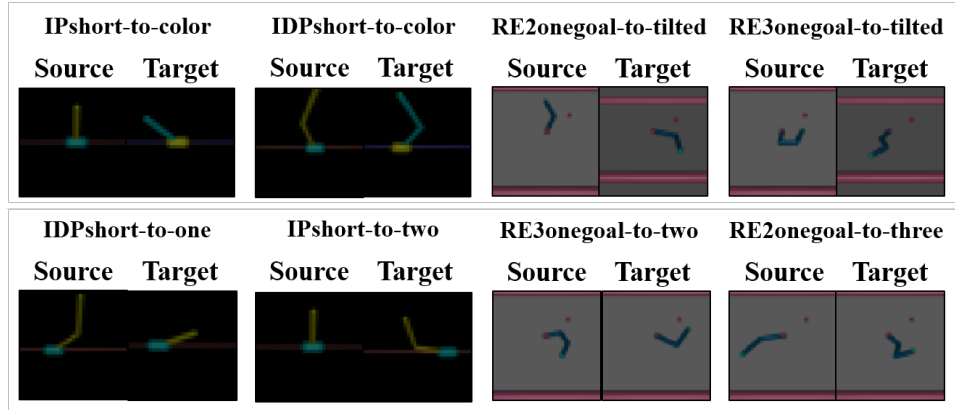 IPshort-to-color IDPshort-to-color RE2onegoal-to-tilted RE3onegoal-to-tilted
Source Target Source Target Source Target Source Target
IDPshort-to-one IPshort-to-two RE3onegoal-to-two RE2onegoal-to-three
Source Target Source Target Source Target Source Target